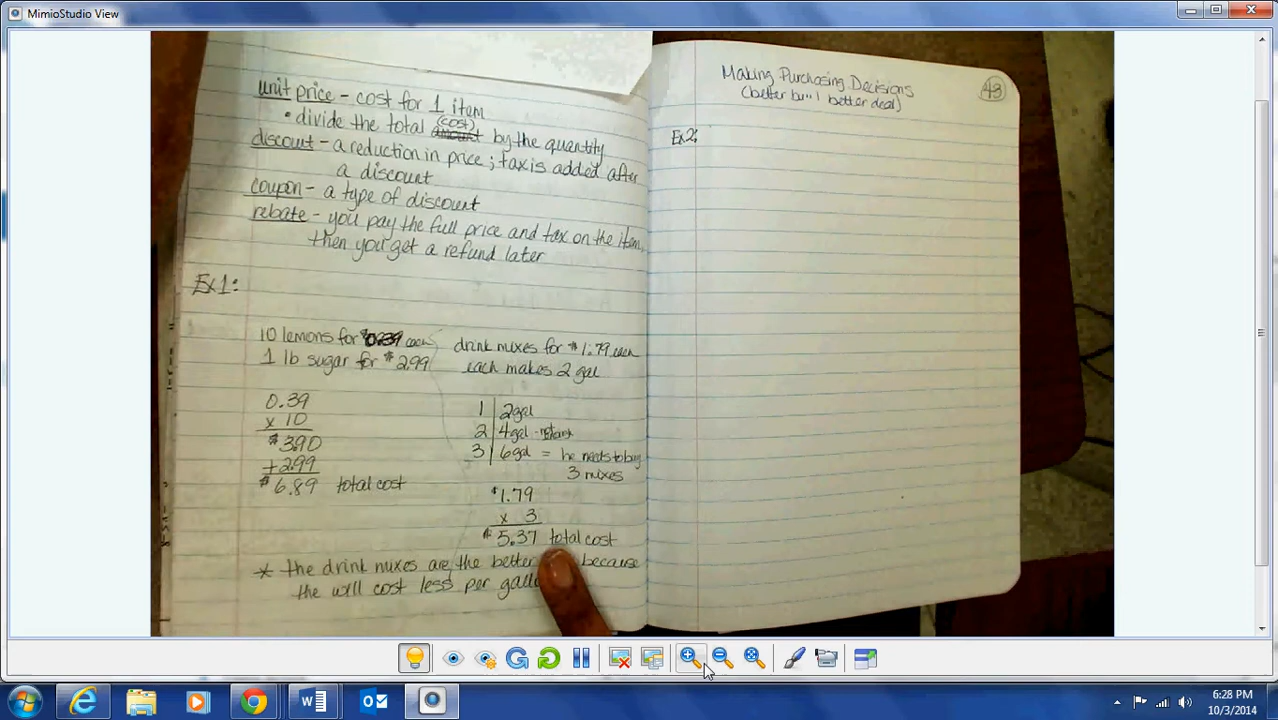 MimioStudio View
unit price - cost for 1 item
• divide the total (cost) by the quantity
discount - a reduction in price ; tax is added after
a discount
coupon - a type of discount
rebate - you pay the full price and tax on the item,
then you get a refund later
Ex 1:
10 lemons for $0.39 each
1 lb sugar for $2.99
0.39
x 10
$3.90
+2.99
$6.89 total cost
drink mixes for $1.79 each
each makes 2 gal
1 | 2gal
2 | 4gal -
3 | 6gal = he needs to buy
3 mixes
$1.79
x 3
$5.37 total cost
* the drink mixes are the better because
the will cost less per
Making Purchasing Decisions
(better better deal)
48
Ex 2:
6:28 PM
10/3/2014